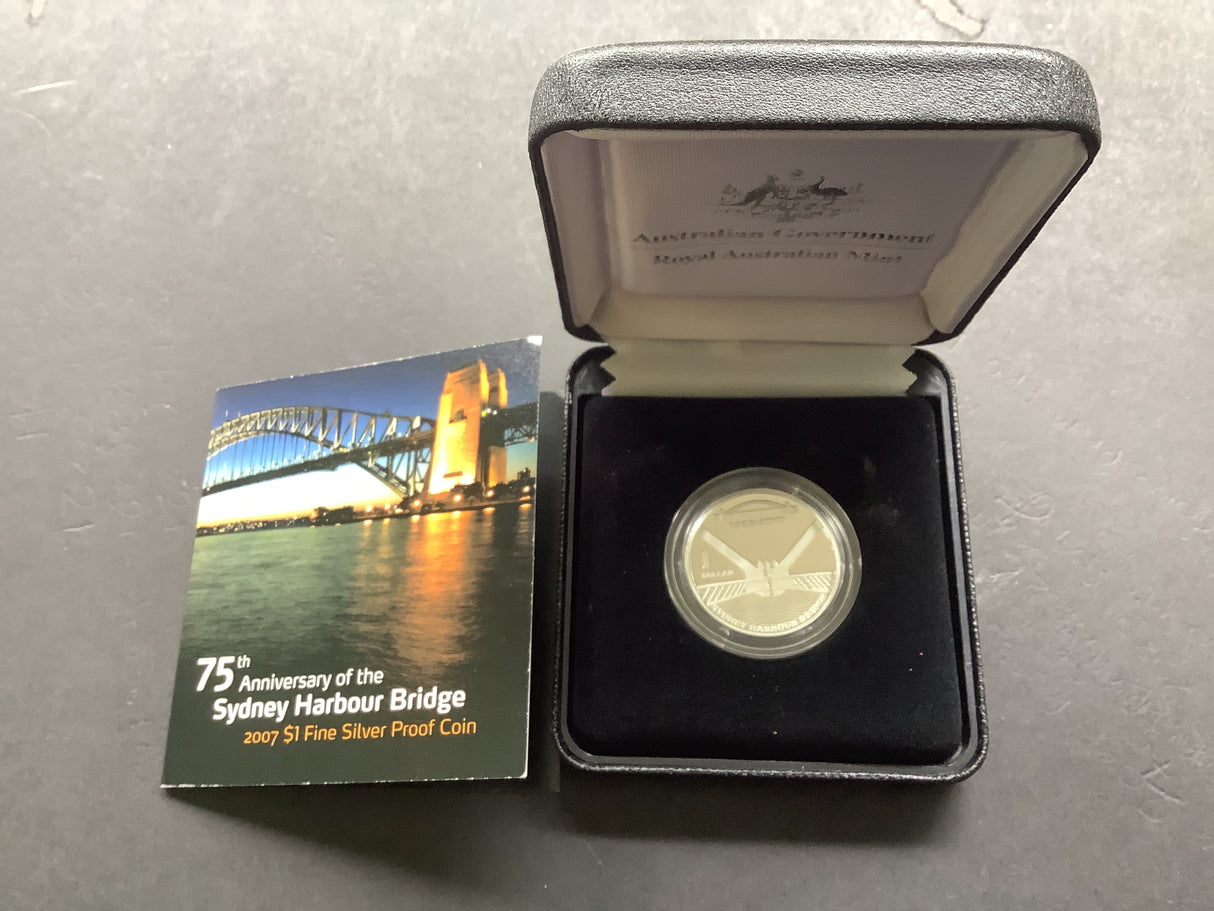 Australian Government
Royal Australian Mint
75th
Anniversary of the
Sydney Harbour Bridge
2007 $1 Fine Silver Proof Coin
1932-2007
1
DOLLAR
SYDNEY HARBOUR BRIDGE